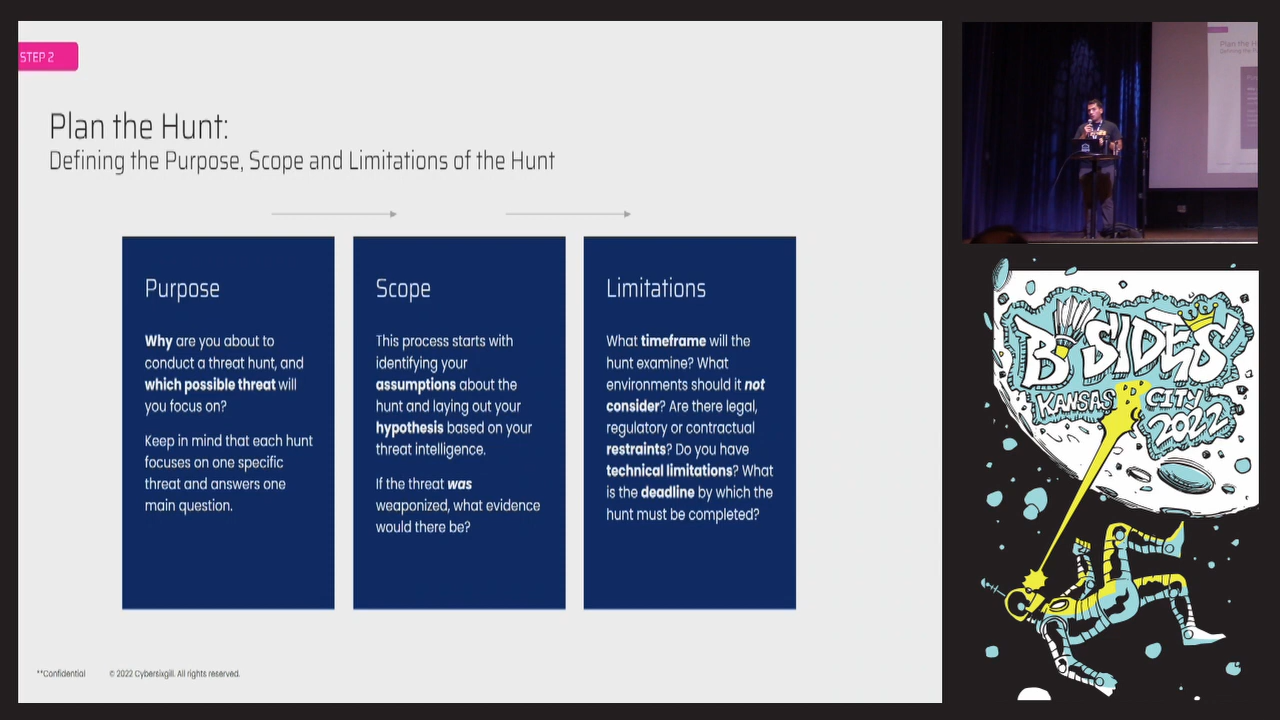 STEP 2
Plan the Hunt:
Defining the Purpose, Scope and Limitations of the Hunt
Purpose
Why are you about to
conduct a threat hunt, and
which possible threat will
you focus on?
Keep in mind that each hunt
focuses on one specific
threat and answers one
main question.
Scope
This process starts with
identifying your
assumptions about the
hunt and laying out your
hypothesis based on your
threat intelligence.
If the threat was
weaponized, what evidence
would there be?
Limitations
What timeframe will the
hunt examine? What
environments should it not
consider? Are there legal,
regulatory or contractual
restraints? Do you have
technical limitations? What
is the deadline by which the
hunt must be completed?
**Confidential
© 2022 Cybersixgill. All rights reserved.
Plan the H
BSIDES
KANSAS CITY
2022